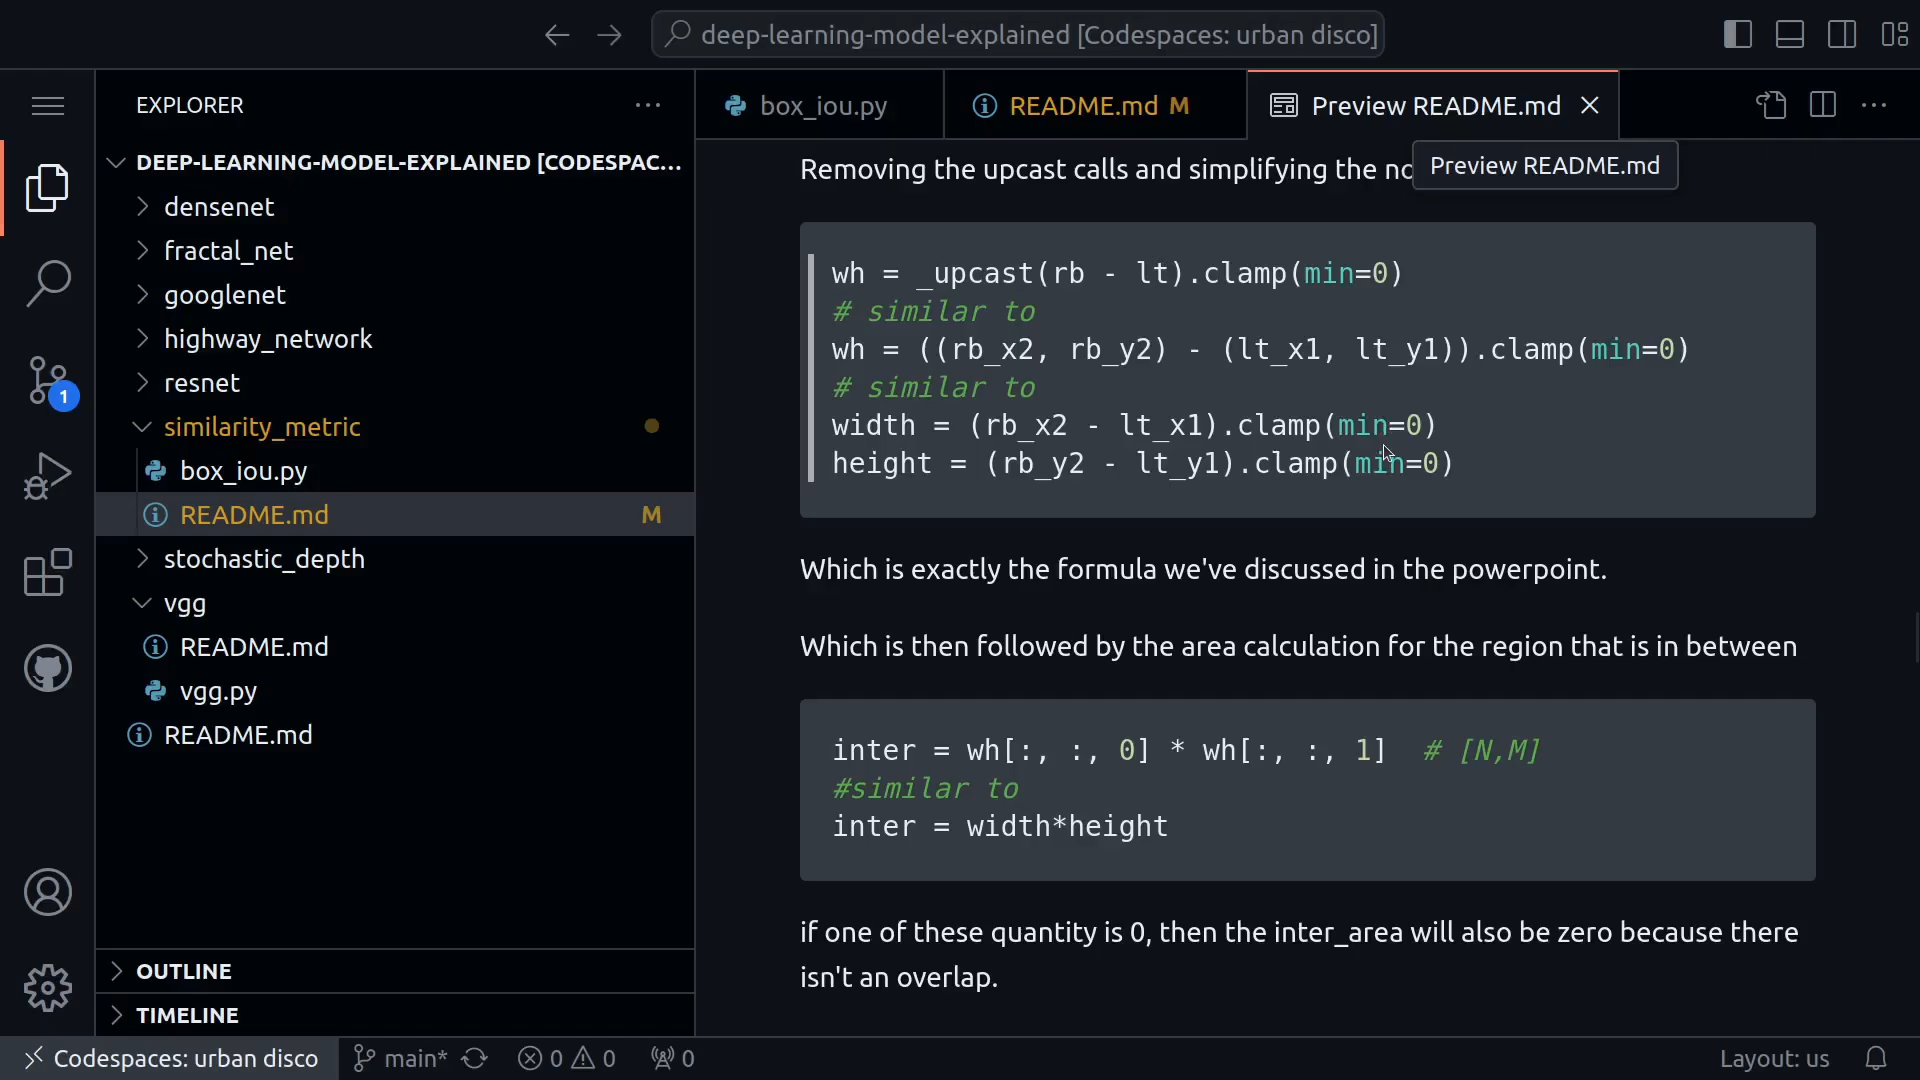 deep-learning-model-explained [Codespaces: urban disco]
EXPLORER
DEEP-LEARNING-MODEL-EXPLAINED [CODESPAC...
densenet
fractal_net
googlenet
highway_network
resnet
similarity_metric
box_iou.py
README.md M
stochastic_depth
vgg
README.md
vgg.py
README.md
OUTLINE
TIMELINE
1
box_iou.py
README.md M
Preview README.md
Preview README.md
Removing the upcast calls and simplifying the
wh = _upcast(rb - lt).clamp(min=0)
# similar to
wh = ((rb_x2, rb_y2) - (lt_x1, lt_y1)).clamp(min=0)
# similar to
width = (rb_x2 - lt_x1).clamp(min=0)
height = (rb_y2 - lt_y1).clamp(min=0)
Which is exactly the formula we've discussed in the powerpoint.
Which is then followed by the area calculation for the region that is in between
inter = wh[:, :, 0] * wh[:, :, 1]  # [N,M]
#similar to
inter = width*height
if one of these quantity is 0, then the inter_area will also be zero because there
isn't an overlap.
Codespaces: urban disco main* 0 0 0 Layout: us